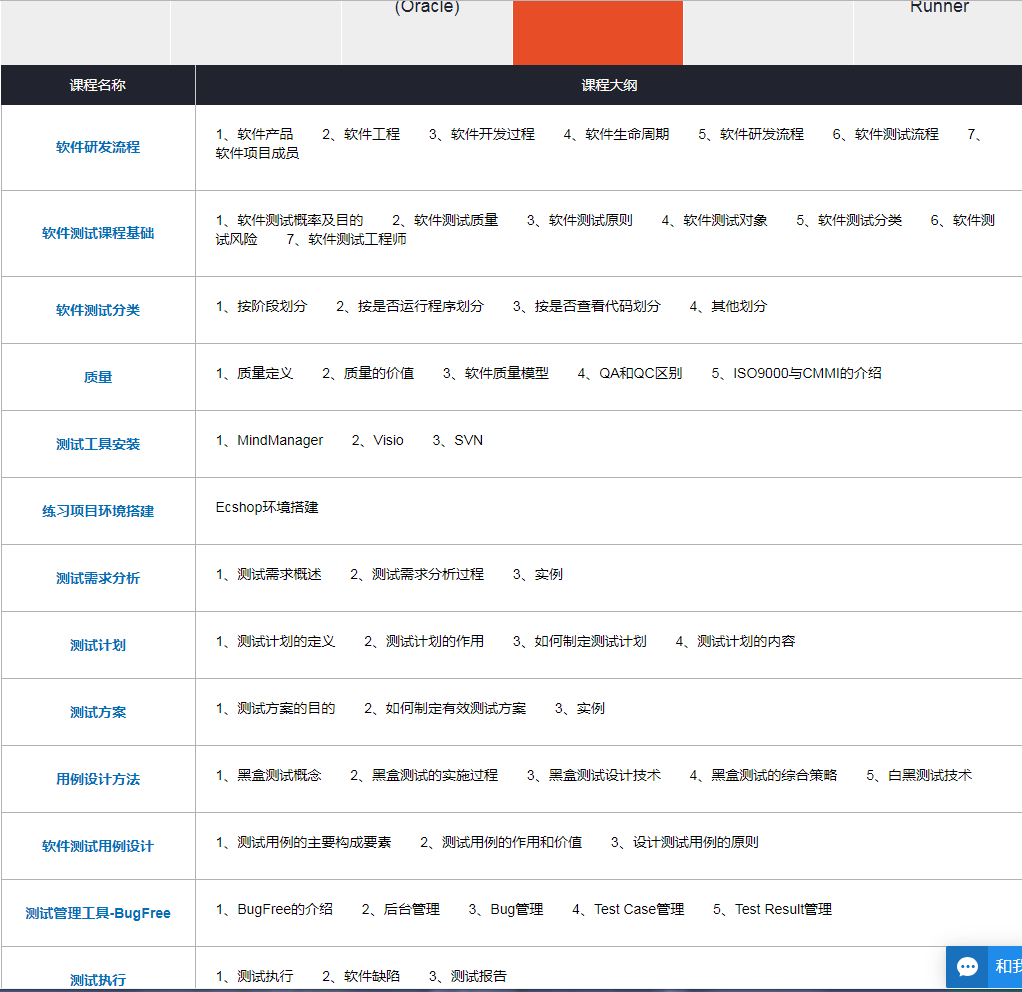 (Oracle)
Runner
课程名称
课程大纲
软件研发流程
1、软件产品 2、软件工程 3、软件开发过程 4、软件生命周期 5、软件研发流程 6、软件测试流程 7、
软件项目成员
软件测试课程基础
1、软件测试概率及目的 2、软件测试质量 3、软件测试原则 4、软件测试对象 5、软件测试分类 6、软件测
试风险 7、软件测试工程师
软件测试分类
1、按阶段划分 2、按是否运行程序划分 3、按是否查看代码划分 4、其他划分
质量
1、质量定义 2、质量的价值 3、软件质量模型 4、QA和QC区别 5、ISO9000与CMMI的介绍
测试工具安装
1、MindManager 2、Visio 3、SVN
练习项目环境搭建
Ecshop环境搭建
测试需求分析
1、测试需求概述 2、测试需求分析过程 3、实例
测试计划
1、测试计划的定义 2、测试计划的作用 3、如何制定测试计划 4、测试计划的内容
测试方案
1、测试方案的目的 2、如何制定有效测试方案 3、实例
用例设计方法
1、黑盒测试概念 2、黑盒测试的实施过程 3、黑盒测试设计技术 4、黑盒测试的综合策略 5、白黑测试技术
软件测试用例设计
1、测试用例的主要构成要素 2、测试用例的作用和价值 3、设计测试用例的原则
测试管理工具-BugFree
1、BugFree的介绍 2、后台管理 3、Bug管理 4、Test Case管理 5、Test Result管理
测试执行
1、测试执行 2、软件缺陷 3、测试报告
和我